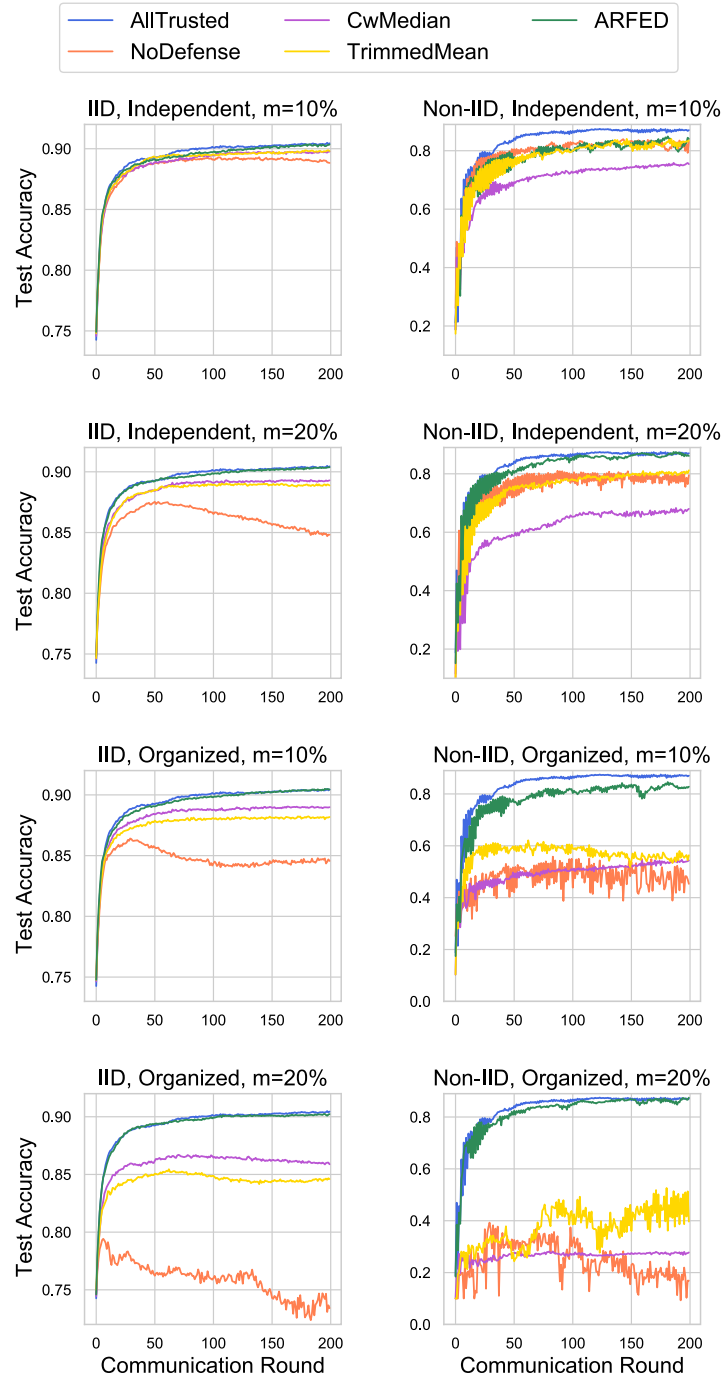 AllTrusted CwMedian ARFED
NoDefense TrimmedMean
IID, Independent, m=10% Non-IID, Independent, m=10%
0.90
0.85
0.80
0.75
Test Accuracy
0 50 100 150 200
0.8
0.6
0.4
0.2
0 50 100 150 200
IID, Independent, m=20% Non-IID, Independent, m=20%
0.90
0.85
0.80
0.75
Test Accuracy
0 50 100 150 200
0.8
0.6
0.4
0.2
0 50 100 150 200
IID, Organized, m=10% Non-IID, Organized, m=10%
0.90
0.85
0.80
0.75
Test Accuracy
0 50 100 150 200
0.8
0.6
0.4
0.2
0.0
0 50 100 150 200
IID, Organized, m=20% Non-IID, Organized, m=20%
0.90
0.85
0.80
0.75
Test Accuracy
0 50 100 150 200
Communication Round
0.8
0.6
0.4
0.2
0.0
0 50 100 150 200
Communication Round